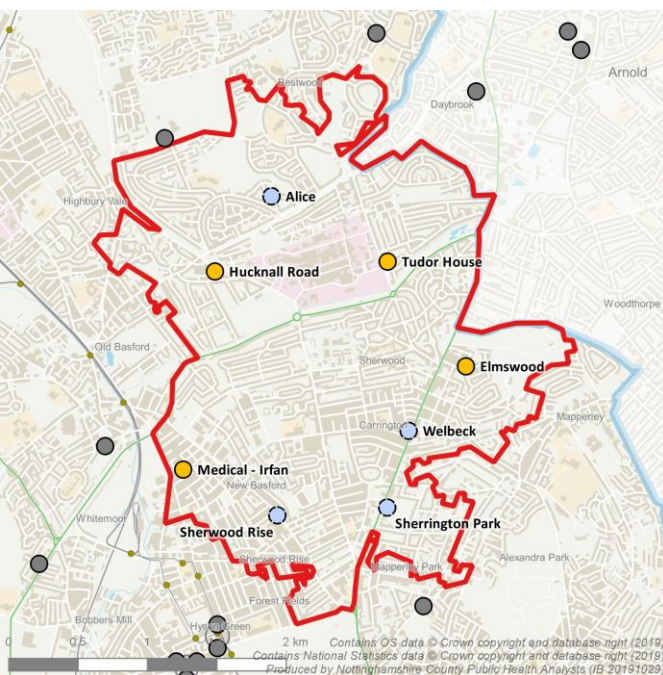 Arnold
Bestwood
Daybrook
Alice
Highbury Vale
Tudor House
Hucknall Road
Woodthorpe
Old Basford
Sherwood
Elmswood
Mapperley
Carrington
Welbeck
Medical - Irfan
New Basford
Whitemoor
Sherrington Park
Sherwood Rise
Sherwood Rise
Alexandra Park
Mapperley Park
Forest Fields
Bobbers Mill
Hyson Green
0 0.5 1 2 km
Contains OS data © Crown copyright and database right (2019)
Contains National Statistics data © Crown copyright and database right (2019)
Produced by Nottinghamshire County Public Health Analysts (IB 20191029)